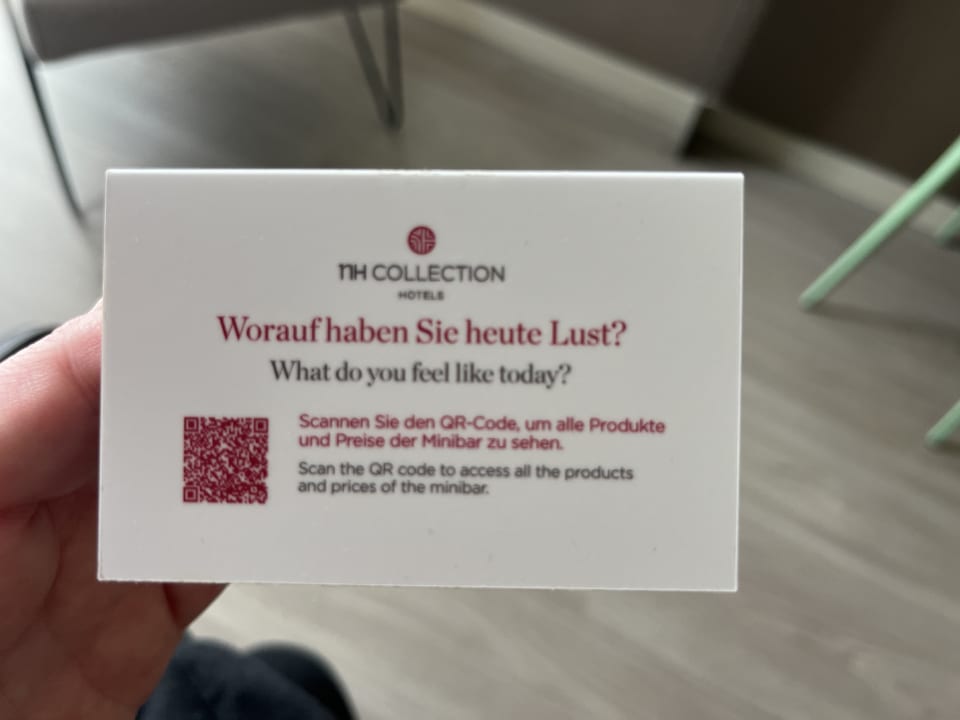 nH COLLECTION
HOTELS
Worauf haben Sie heute Lust?
What do you feel like today?
Scannen Sie den QR-Code, um alle Produkte
und Preise der Minibar zu sehen.
Scan the QR code to access all the products
and prices of the minibar.